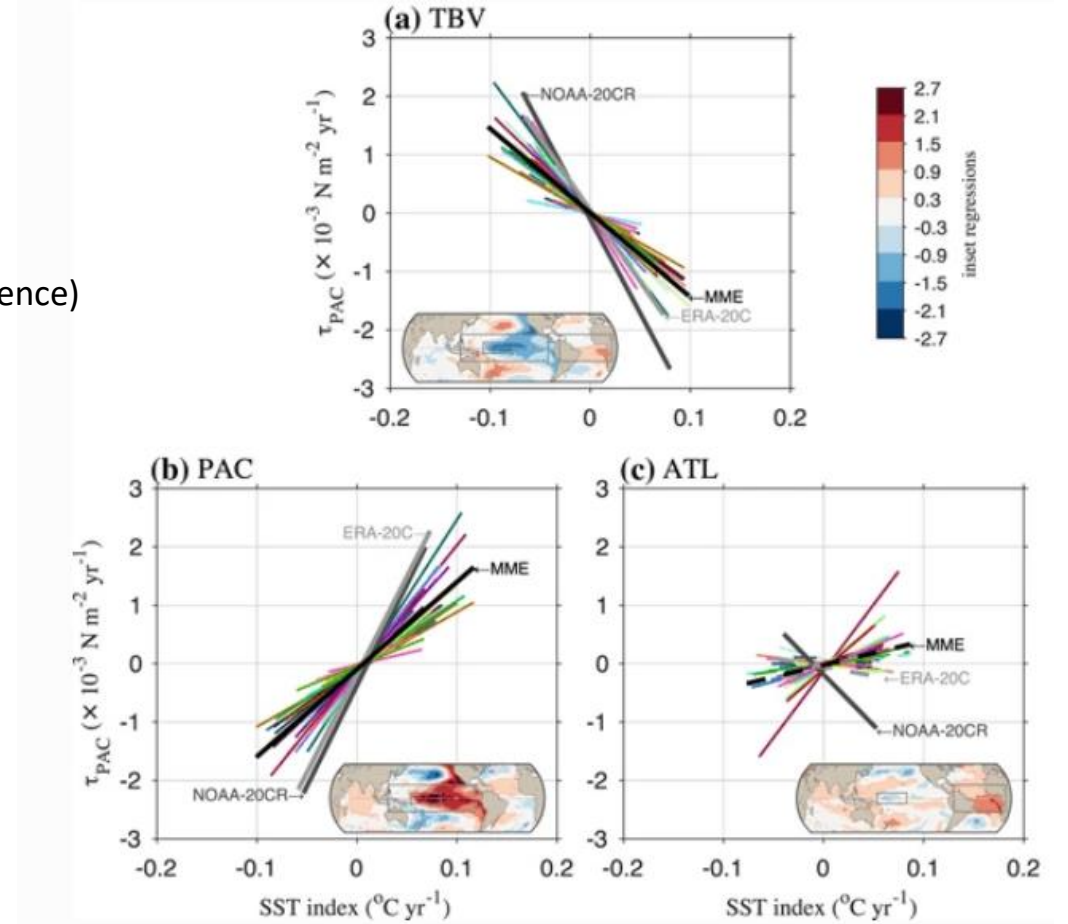 ence)
(a) TBV
3
2
1
0
-1
-2
-3
τPAC (× 10⁻³ N m⁻² yr⁻¹)
NOAA-20CR
MME
ERA-20C
-0.2 -0.1 0 0.1 0.2
2.7
2.1
1.5
0.9
0.3
-0.3
-0.9
-1.5
-2.1
-2.7
inset regressions
(b) PAC
3
2
1
0
-1
-2
-3
τPAC (× 10⁻³ N m⁻² yr⁻¹)
ERA-20C
MME
NOAA-20CR
-0.2 -0.1 0 0.1 0.2
SST index (°C yr⁻¹)
(c) ATL
3
2
1
0
-1
-2
-3
MME
ERA-20C
NOAA-20CR
-0.2 -0.1 0 0.1 0.2
SST index (°C yr⁻¹)